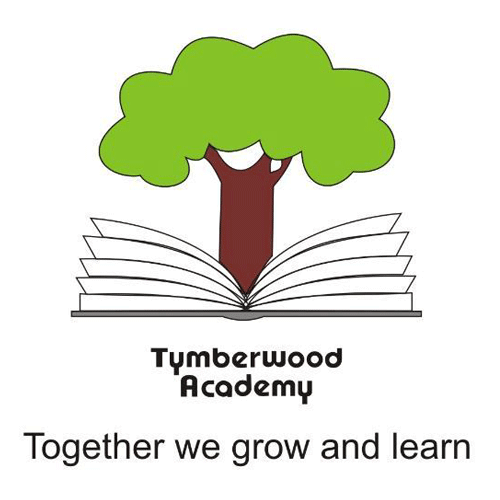 Tymberwood
Academy
Together we grow and learn